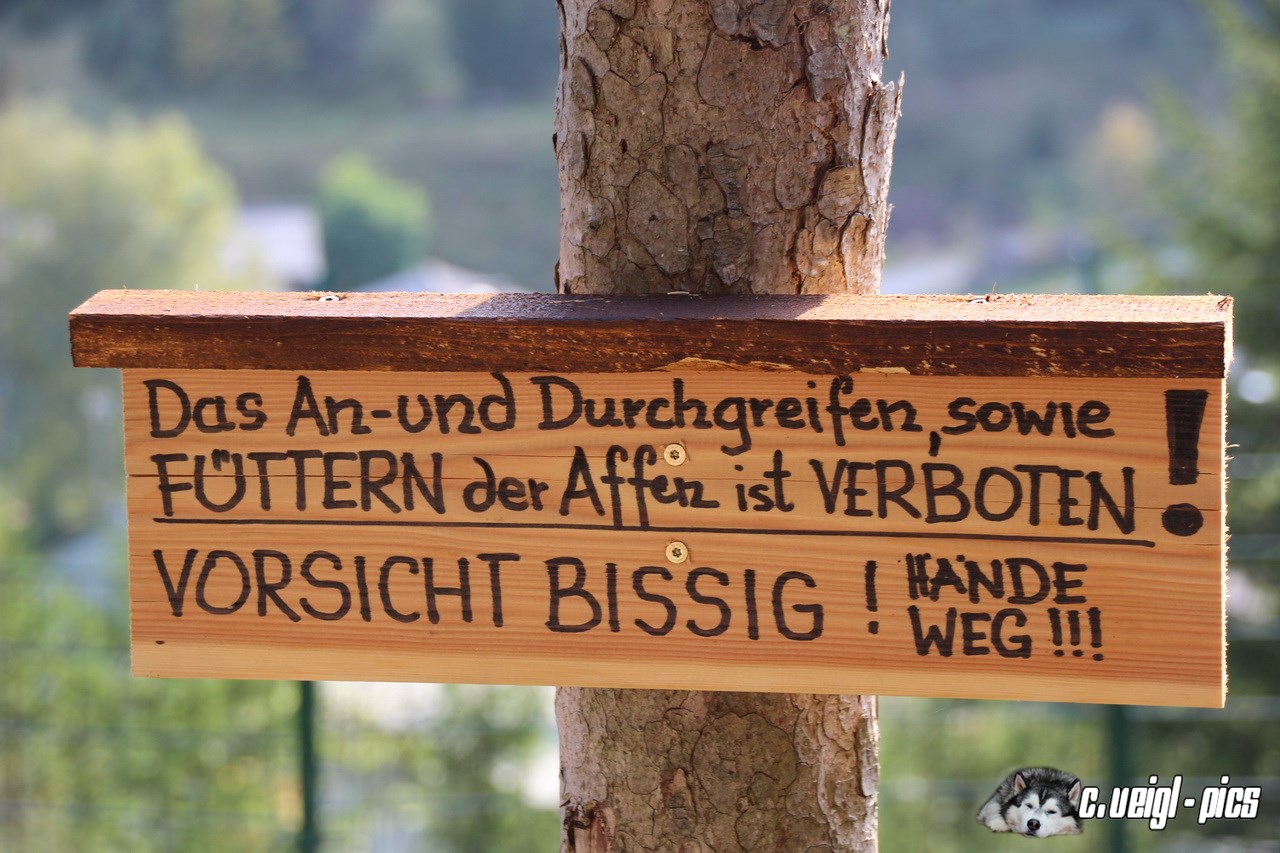 Das An-und Durchgreifen, sowie
FÜTTERN der Affen ist VERBOTEN !
VORSICHT BISSIG ! HÄNDE
WEG !!!
c.veigl - pics